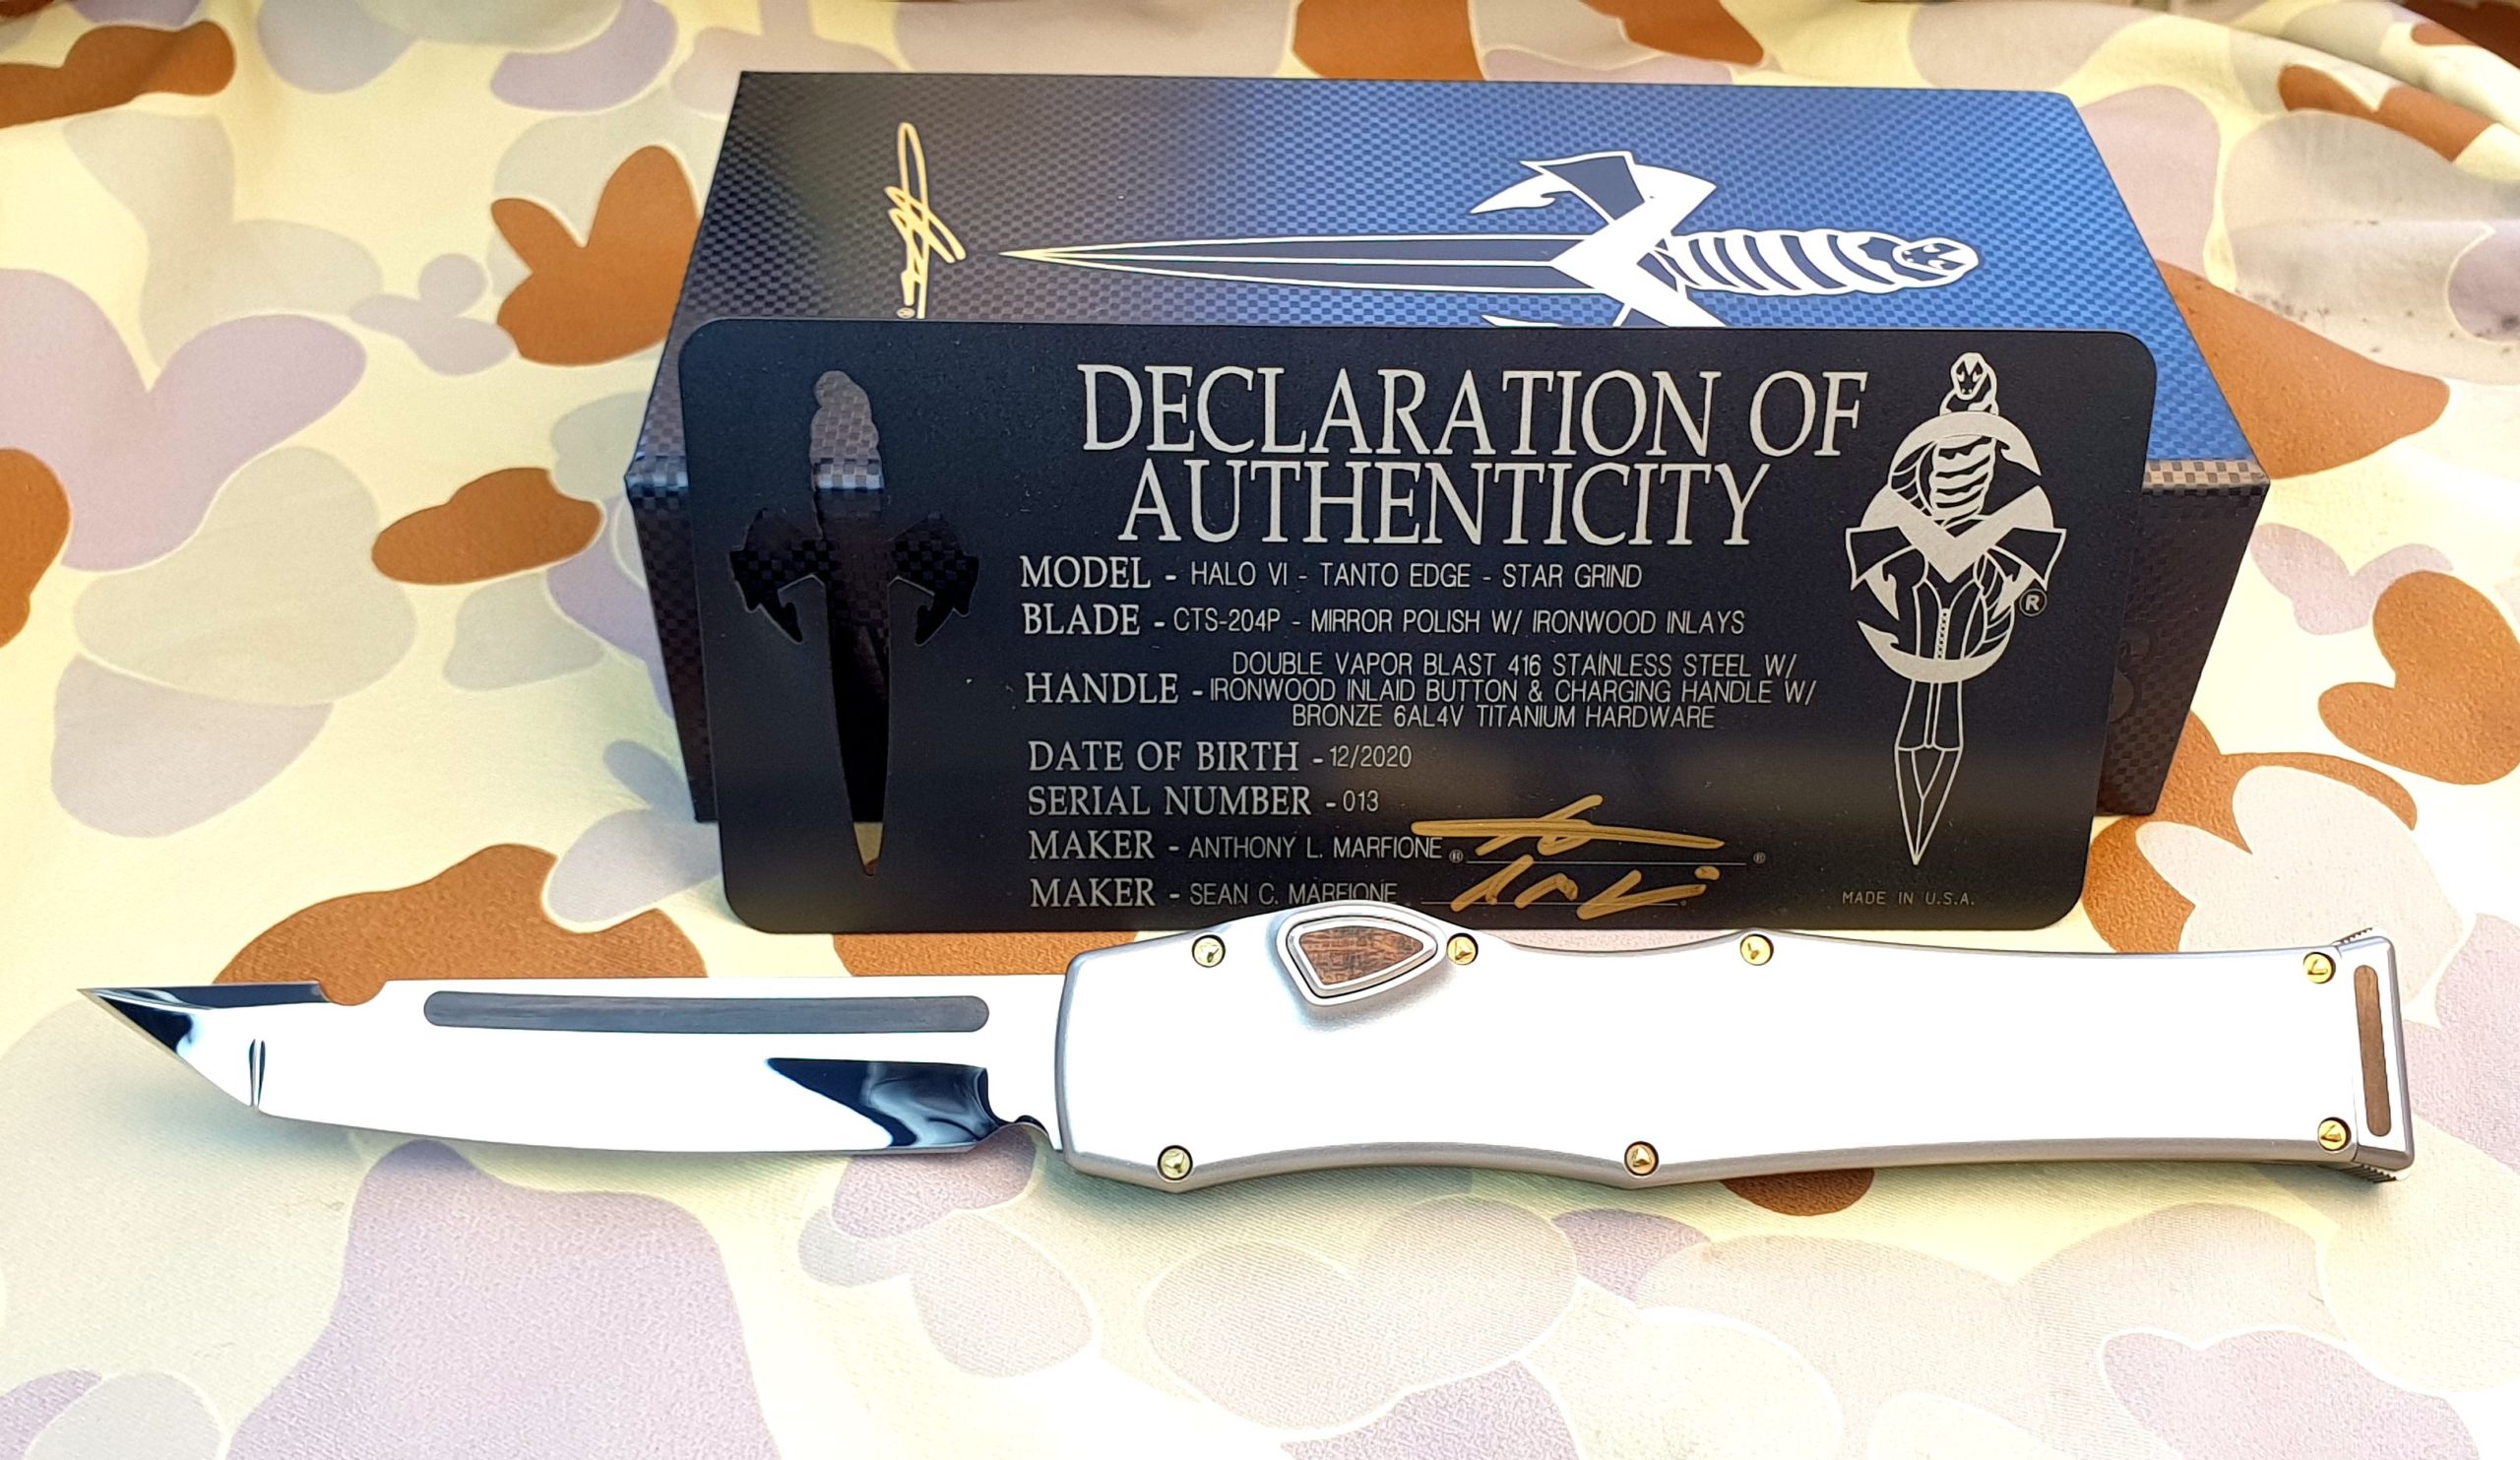 DECLARATION OF
AUTHENTICITY
MODEL - HALO VI - TANTO EDGE - STAR GRIND
BLADE - CTS-204P - MIRROR POLISH W/ IRONWOOD INLAYS
DOUBLE VAPOR BLAST 416 STAINLESS STEEL W/
HANDLE - IRONWOOD INLAID BUTTON & CHARGING HANDLE W/
BRONZE 6AL4V TITANIUM HARDWARE
DATE OF BIRTH - 12/2020
SERIAL NUMBER - 013
MAKER - ANTHONY L. MARFIONE ®
MAKER - SEAN C. MARFIONE
®
MADE IN U.S.A.